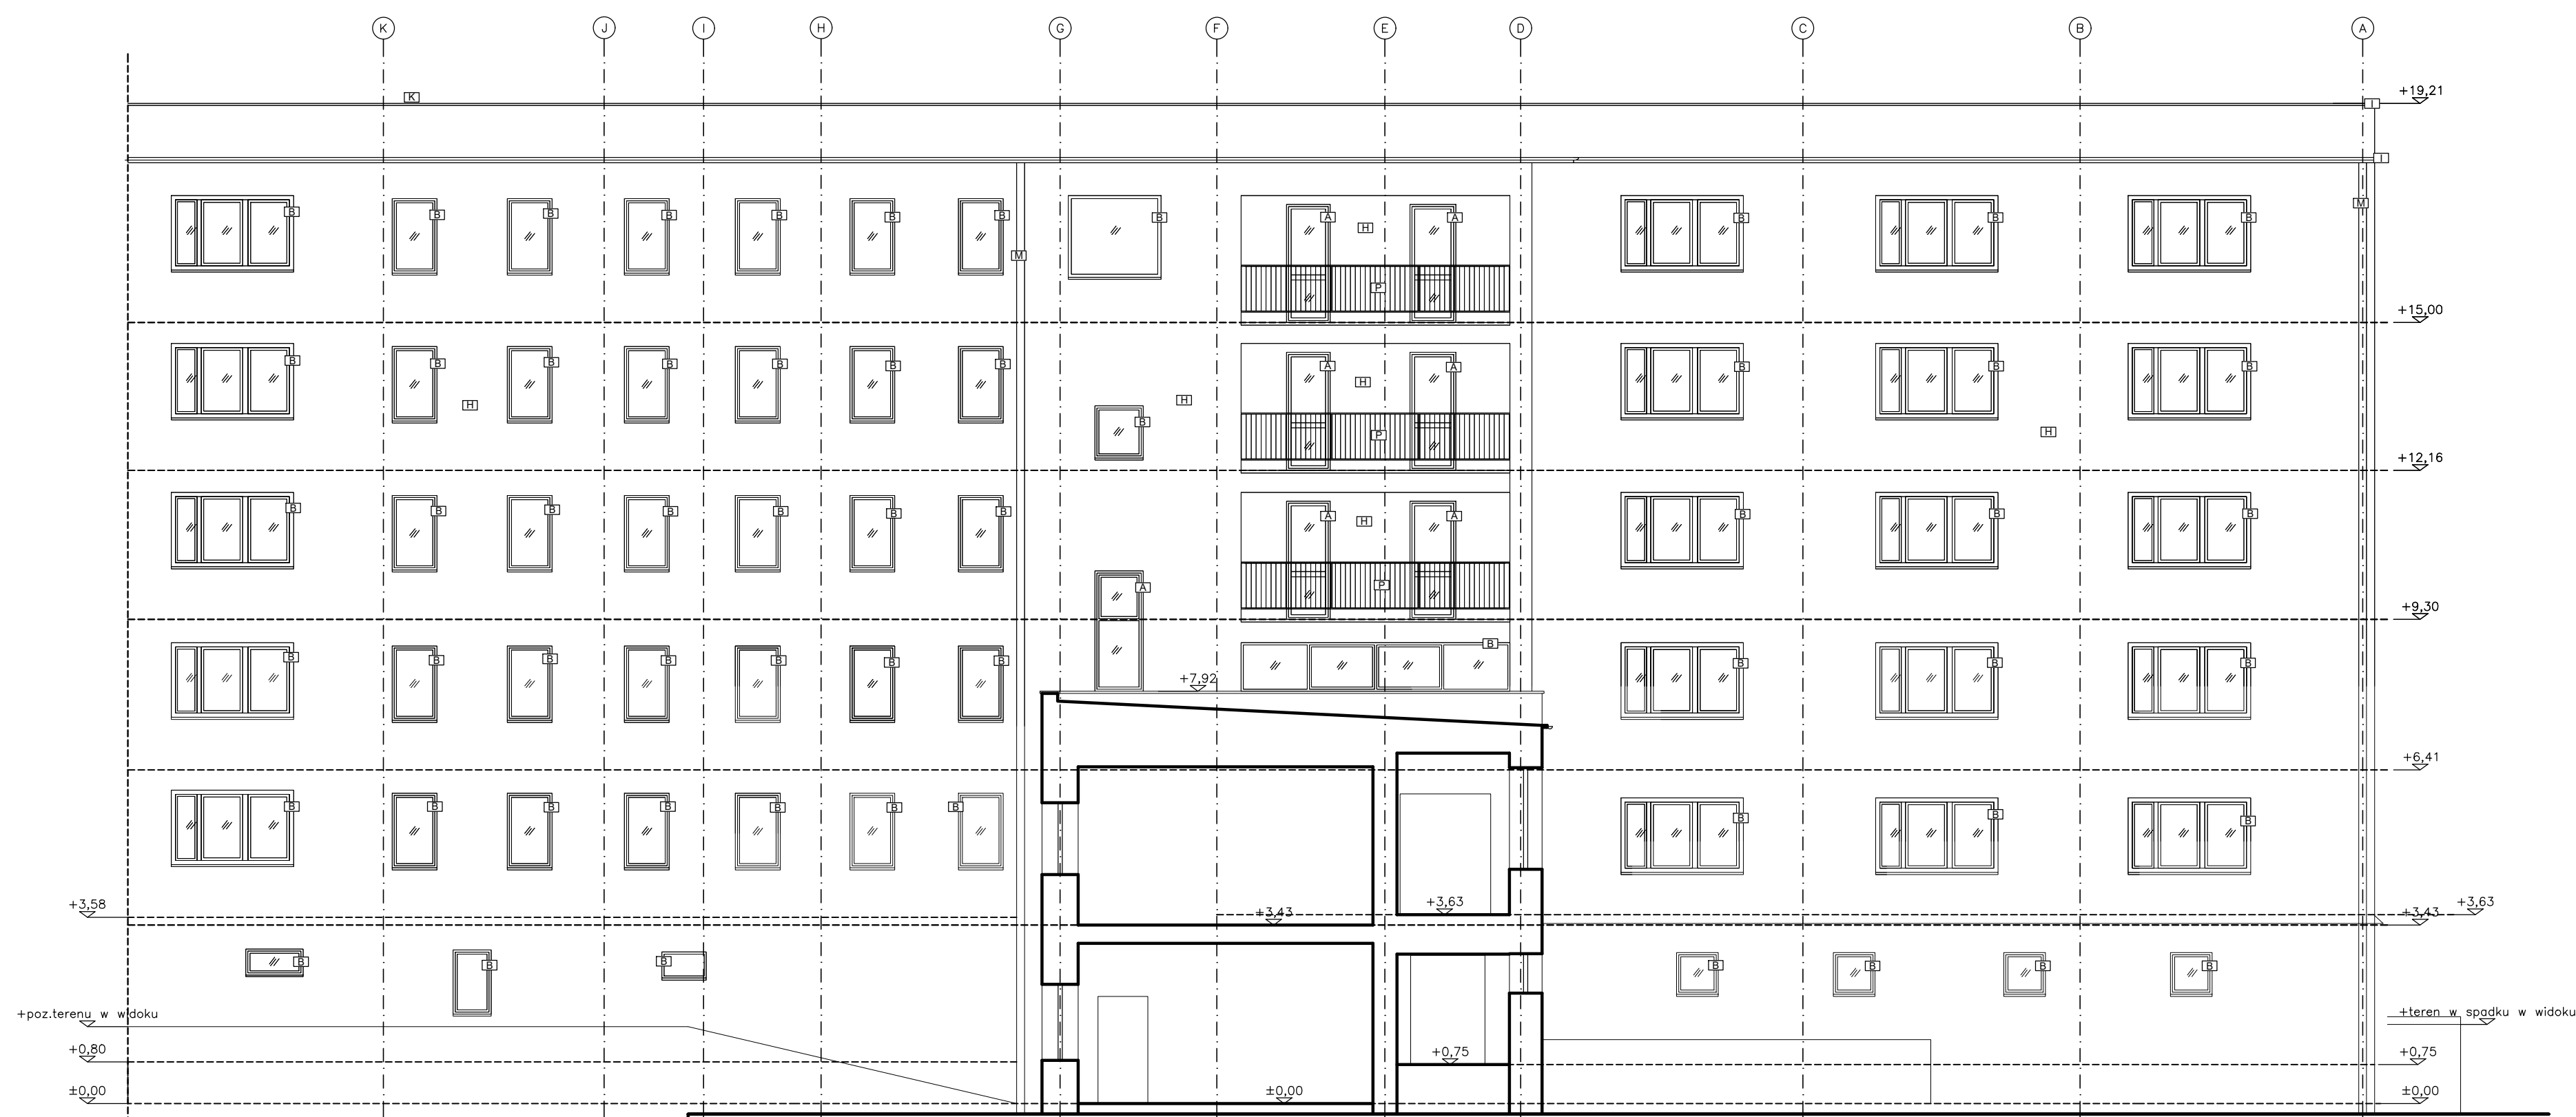 K J I H G F E D C B A
K
+19,21
I
I
B B B B B B B B A H A B B B
M
M
P
+15,00
B B B B B B B A H A B B B
H H B P H
+12,16
B B B B B B B A H A B B B
A P
+9,30
B B B B B B B B B B B
+7,92
+6,41
B B B B B B B B B B
+3,58 +3,43 +3,63 +3,43 +3,63
B B B B B B B
+poz.terenu w widoku +teren w spadku w widoku
+0,80 +0,75 +0,75
±0,00 ±0,00 ±0,00